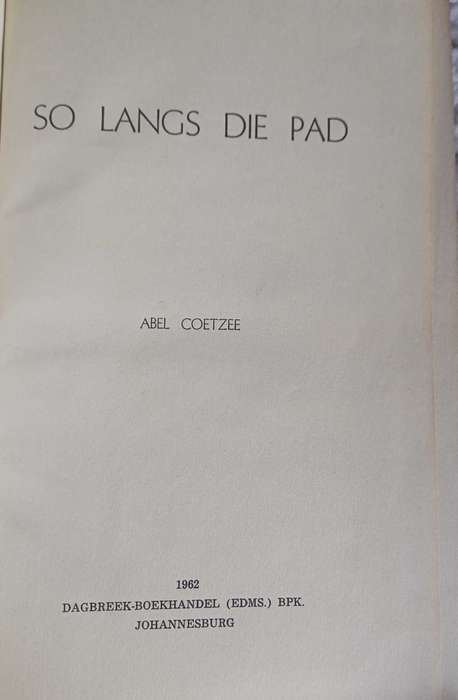 SO LANGS DIE PAD
ABEL COETZEE
1962
DAGBREEK-BOEKHANDEL (EDMS.) BPK.
JOHANNESBURG